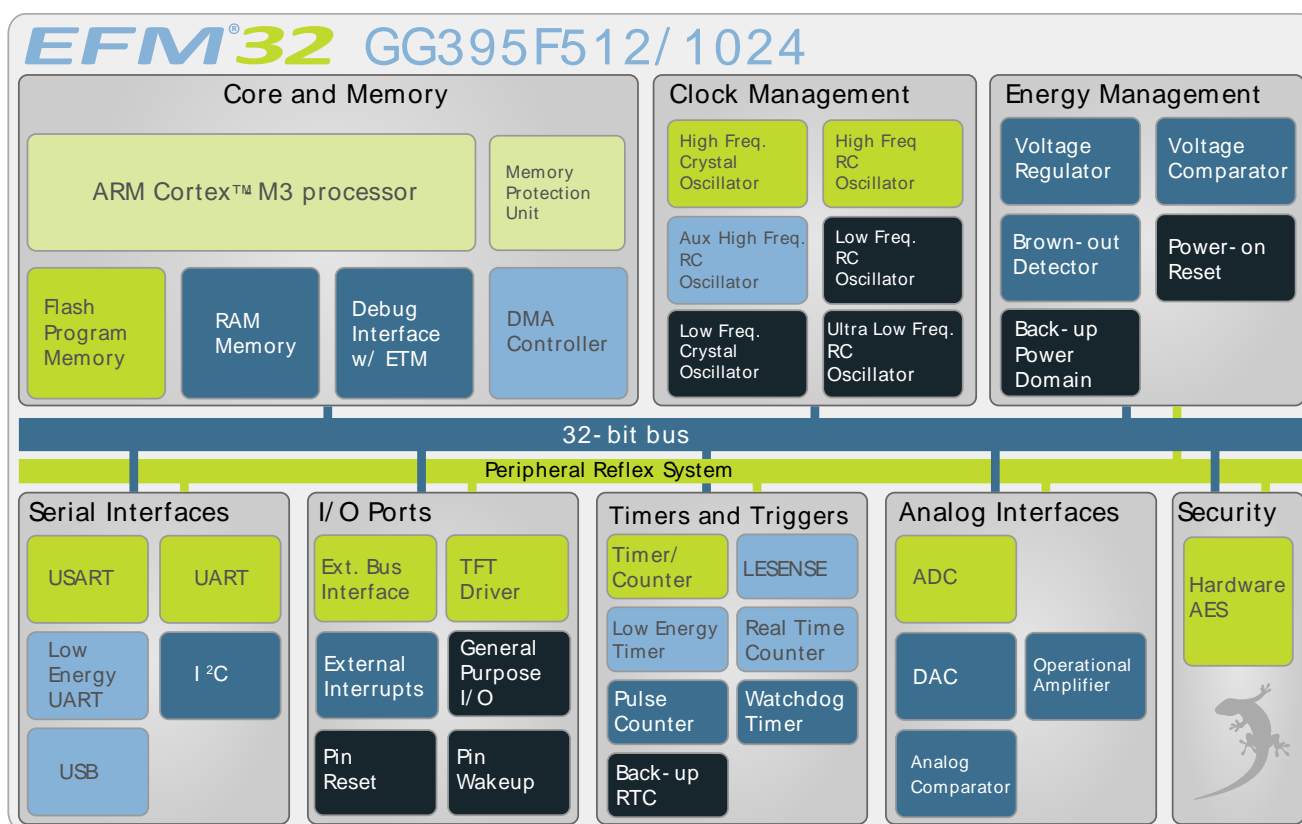 EFM®32 GG395F512/1024
Core and Memory
ARM Cortex™ M3 processor
Memory
Protection
Unit
Flash
Program
Memory
RAM
Memory
Debug
Interface
w/ ETM
DMA
Controller
Clock Management
High Freq.
Crystal
Oscillator
High Freq
RC
Oscillator
Aux High Freq.
RC
Oscillator
Low Freq.
RC
Oscillator
Low Freq.
Crystal
Oscillator
Ultra Low Freq.
RC
Oscillator
Energy Management
Voltage
Regulator
Voltage
Comparator
Brown-out
Detector
Power-on
Reset
Back-up
Power
Domain
32-bit bus
Peripheral Reflex System
Serial Interfaces
USART
UART
Low
Energy
UART
I²C
USB
I/O Ports
Ext. Bus
Interface
TFT
Driver
External
Interrupts
General
Purpose
I/O
Pin
Reset
Pin
Wakeup
Timers and Triggers
Timer/
Counter
LESENSE
Low Energy
Timer
Real Time
Counter
Pulse
Counter
Watchdog
Timer
Back-up
RTC
Analog Interfaces
ADC
DAC
Operational
Amplifier
Analog
Comparator
Security
Hardware
AES